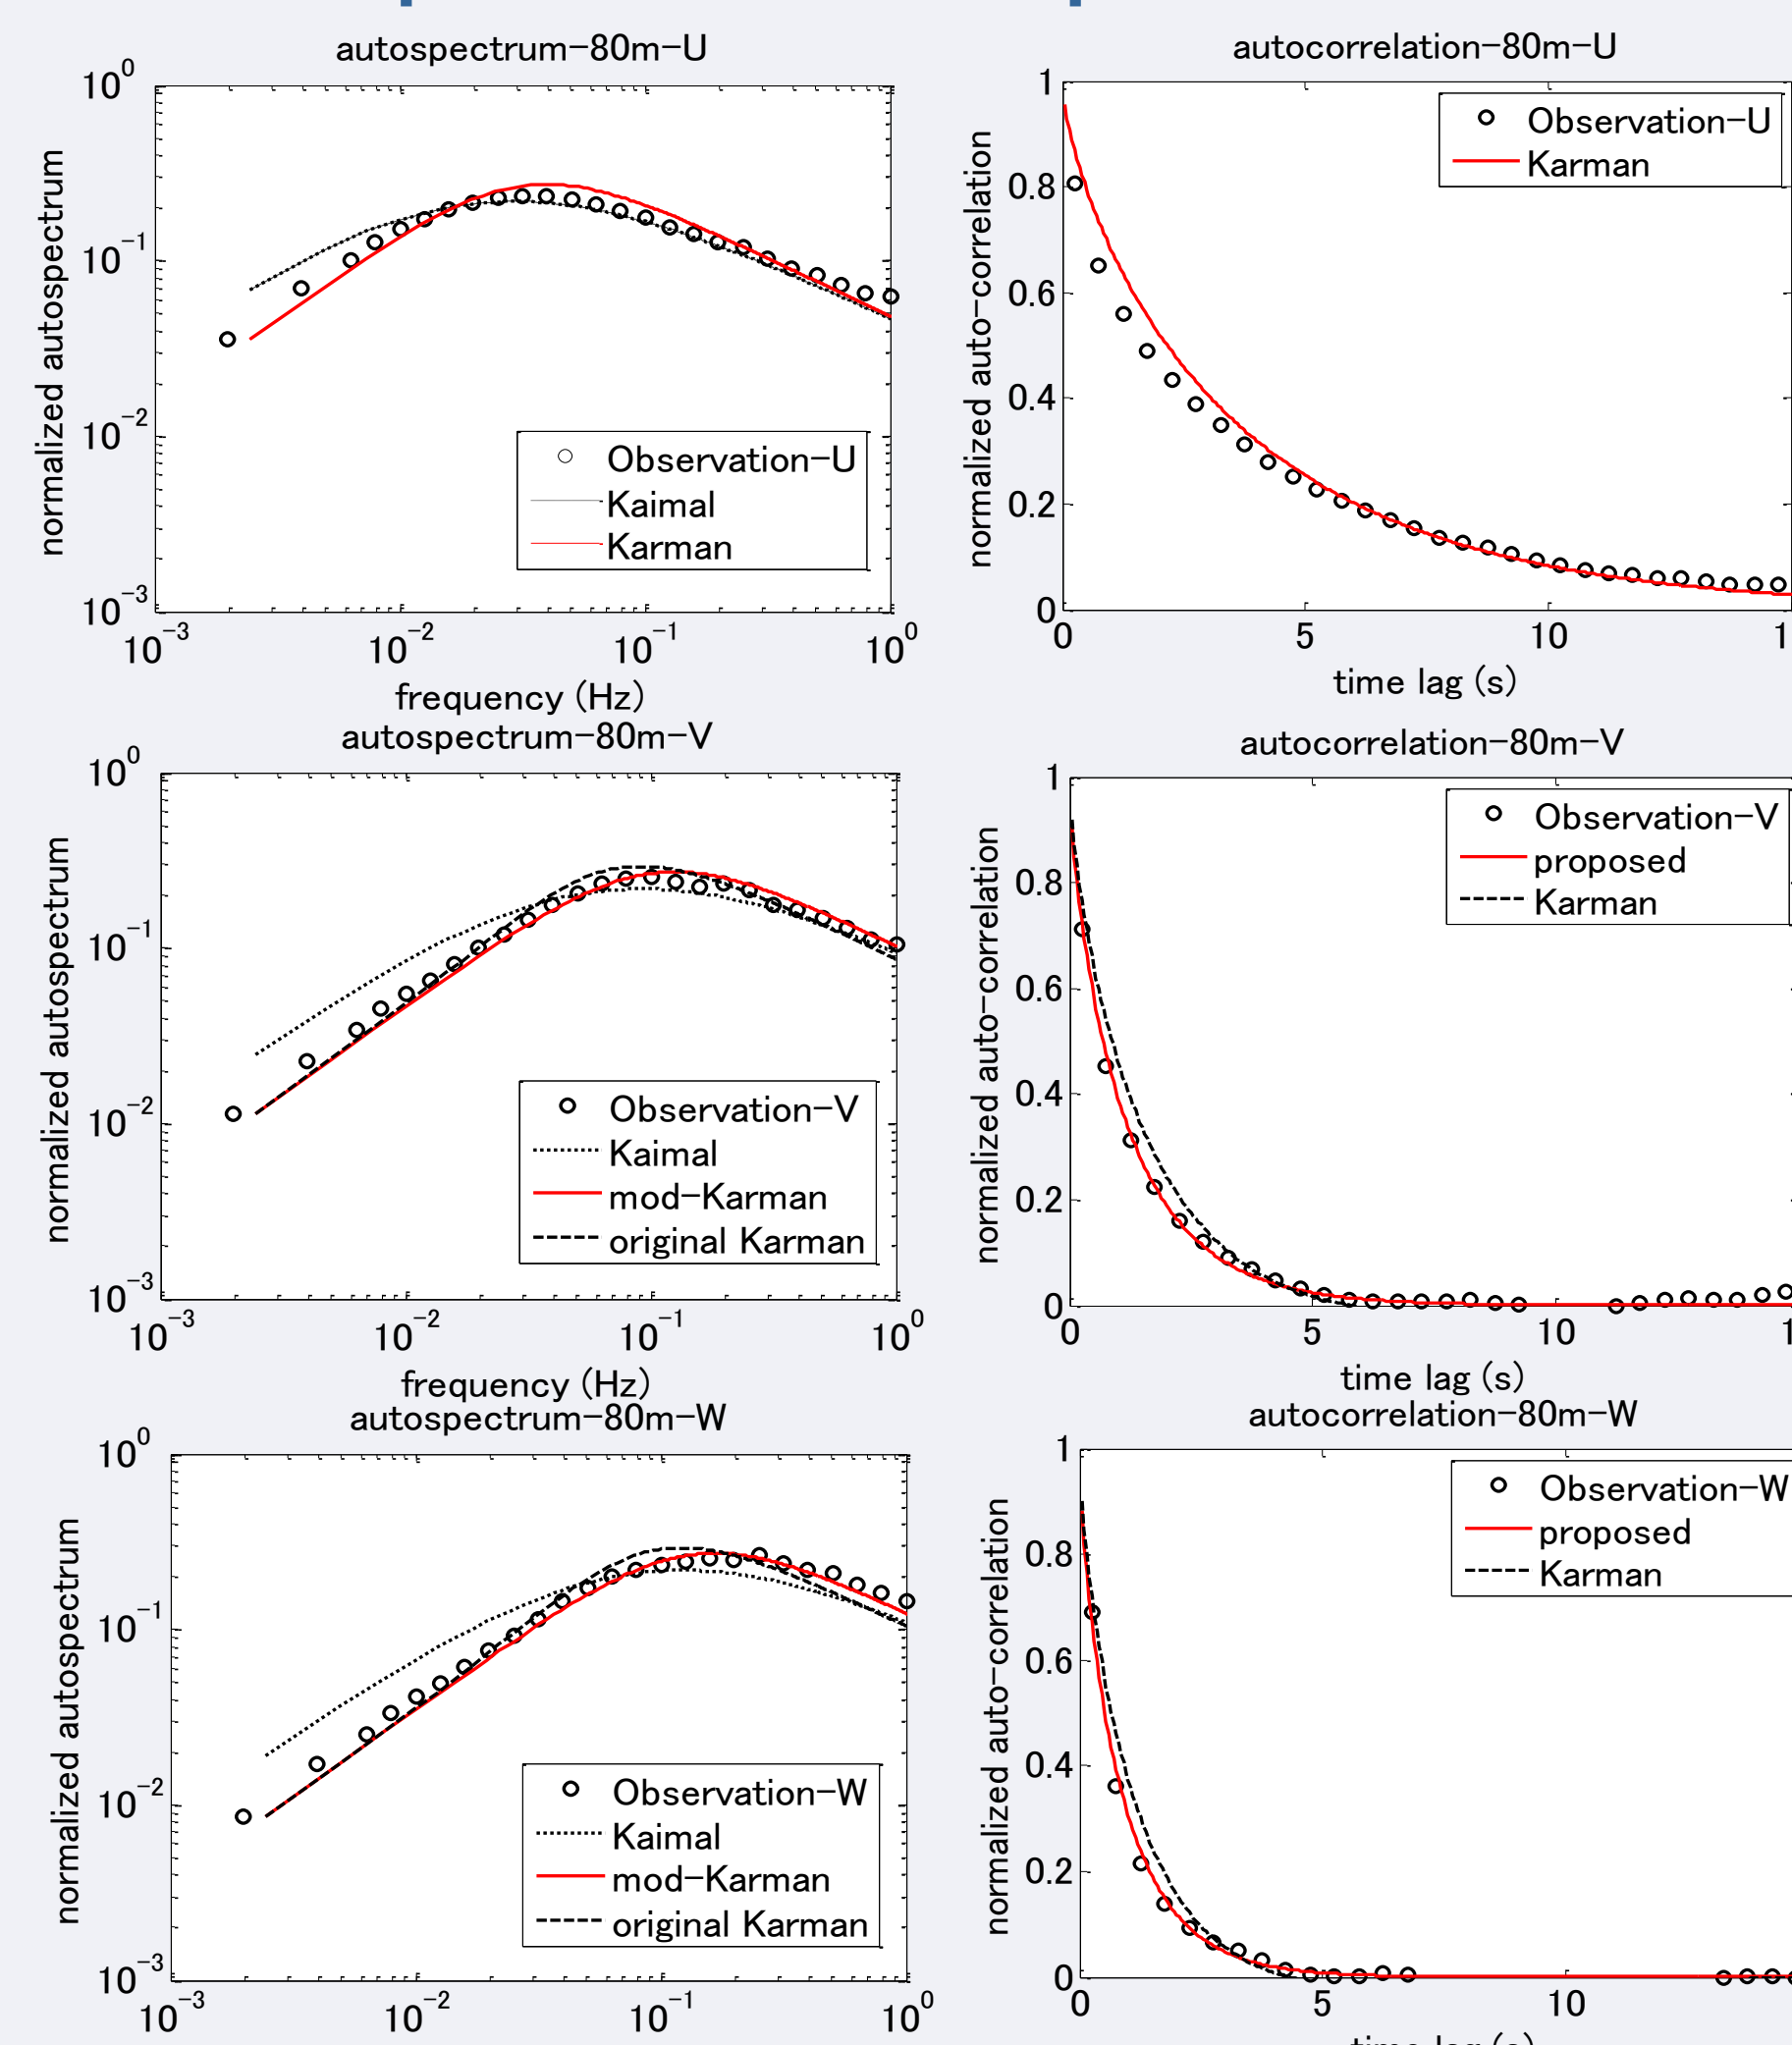 autospectrum-80m-U
normalized autospectrum
10^0
10^-1
10^-2
10^-3
10^-3 10^-2 10^-1 10^0
frequency (Hz)
Observation-U
Kaimal
Karman
autocorrelation-80m-U
normalized auto-correlation
1
0.8
0.6
0.4
0.2
0
0 5 10
time lag (s)
Observation-U
Karman
autospectrum-80m-V
normalized autospectrum
10^0
10^-1
10^-2
10^-3
10^-3 10^-2 10^-1 10^0
frequency (Hz)
Observation-V
Kaimal
mod-Karman
original Karman
autocorrelation-80m-V
normalized auto-correlation
1
0.8
0.6
0.4
0.2
0
0 5 10
time lag (s)
Observation-V
proposed
Karman
autospectrum-80m-W
normalized autospectrum
10^0
10^-1
10^-2
10^-3
10^-3 10^-2 10^-1 10^0
Observation-W
Kaimal
mod-Karman
original Karman
autocorrelation-80m-W
normalized auto-correlation
1
0.8
0.6
0.4
0.2
0
0 5 10
Observation-W
proposed
Karman